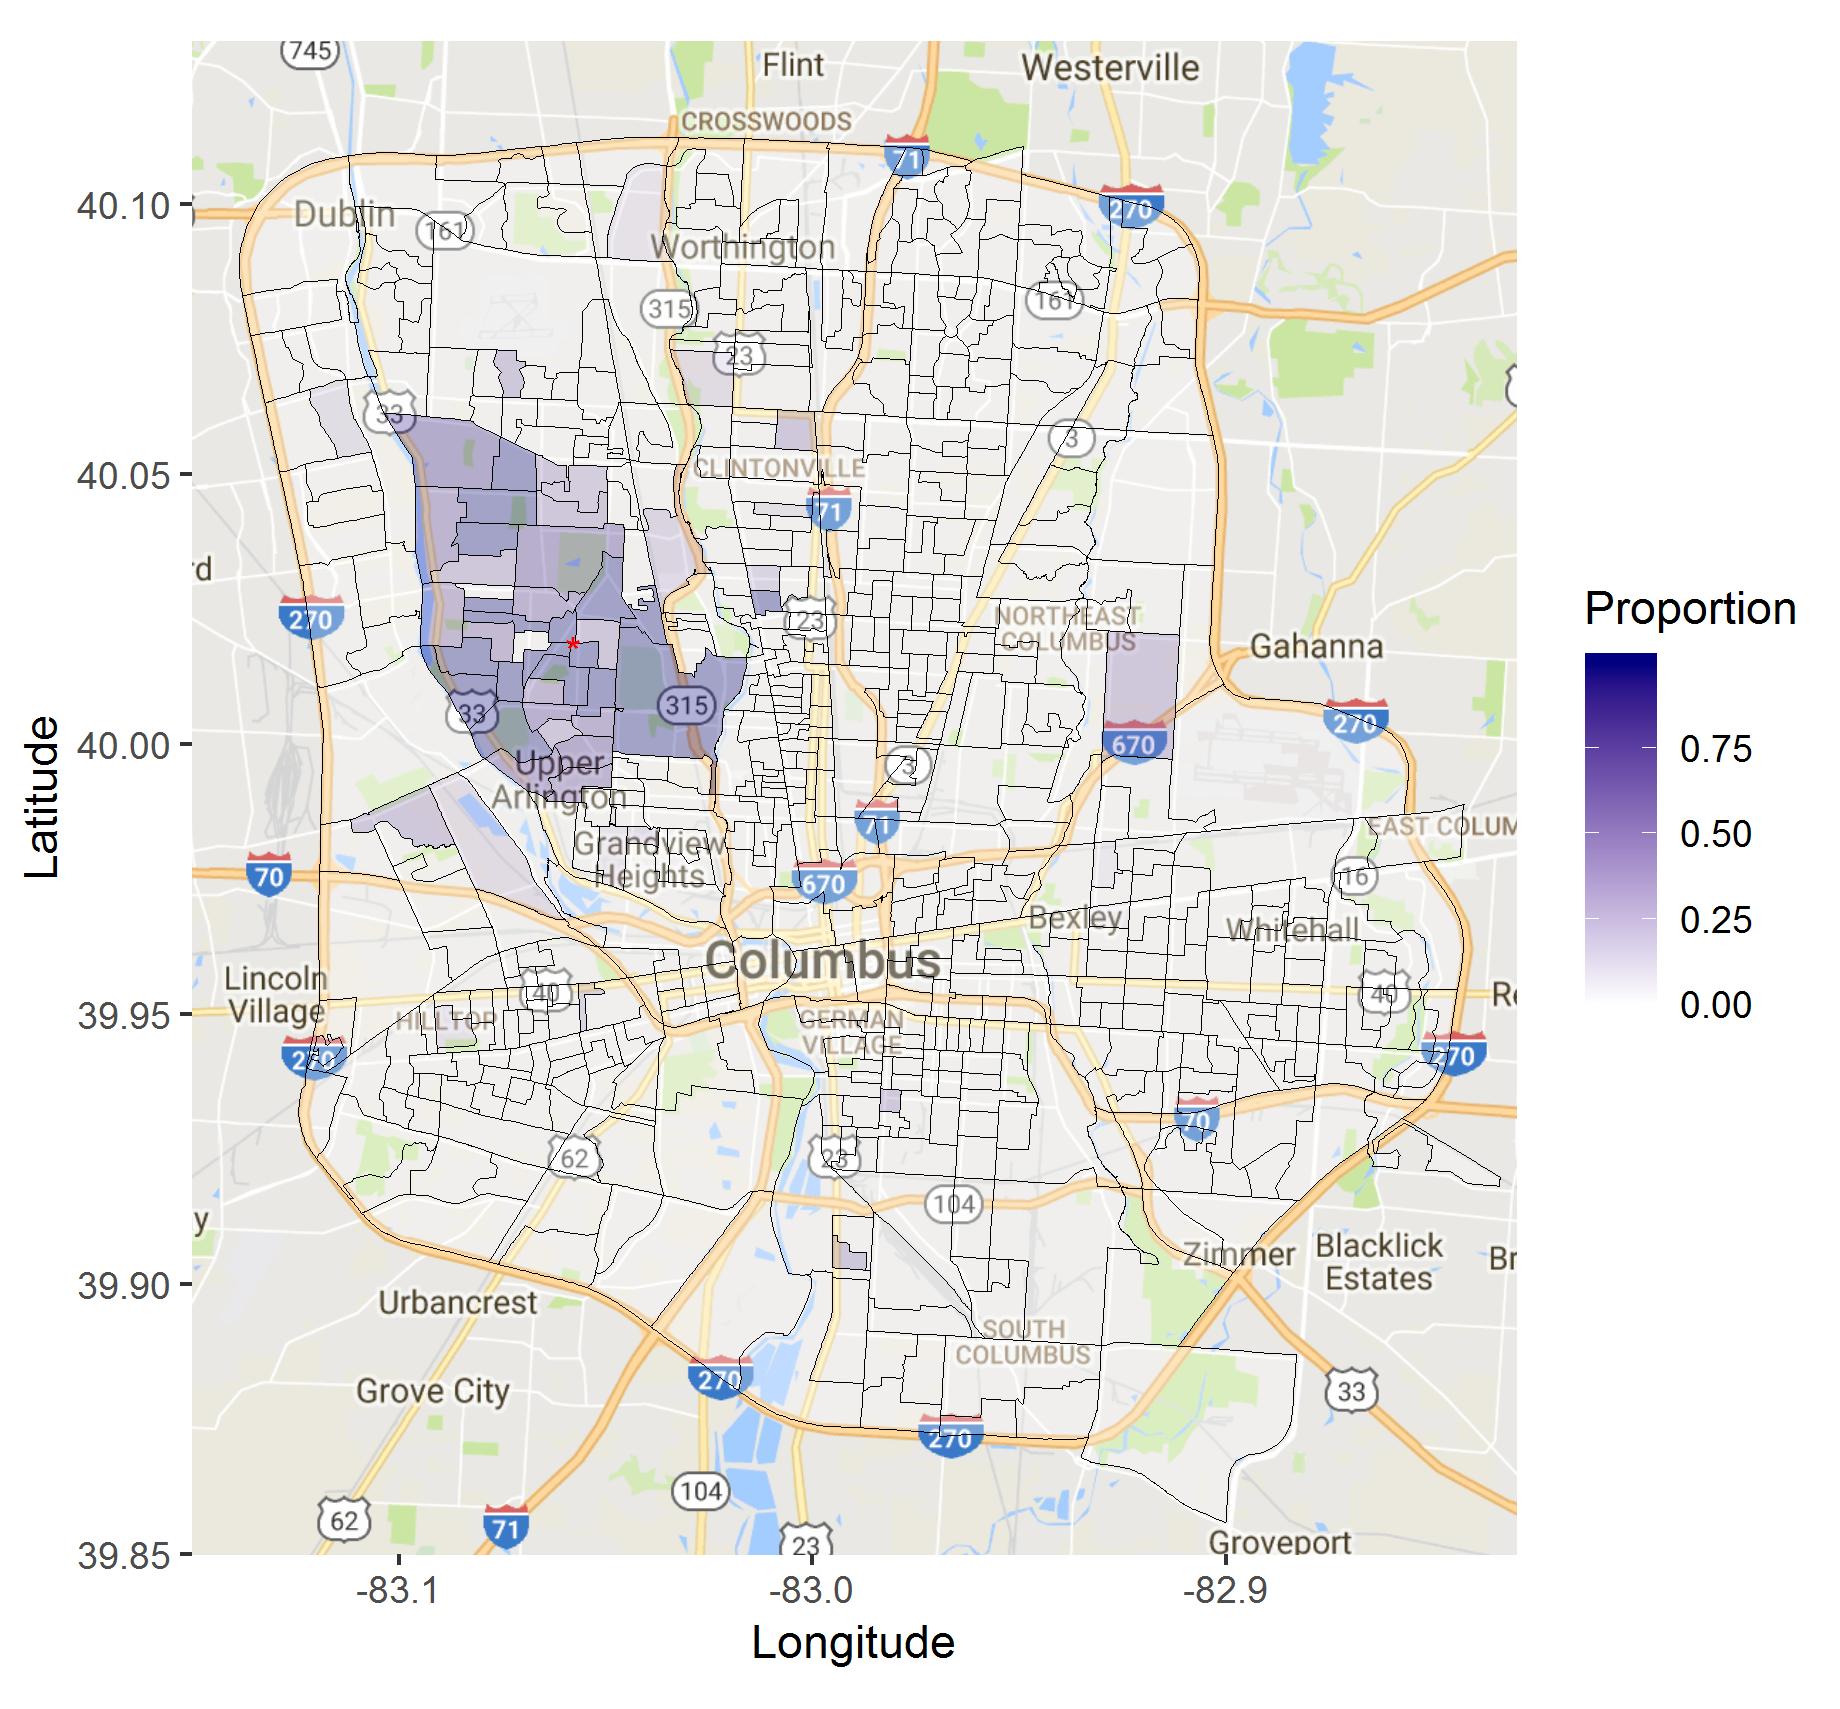 745
Flint
Westerville
CROSSWOODS
71
40.10
Dublin
161
270
Worthington
315
161
23
33
3
40.05
CLINTONVILLE
71
rd
270
23
NORTHEAST
COLUMBUS
Gahanna
Proportion
33
315
270
40.00
670
0.75
Upper
Arlington
3
71
EAST COLUM
0.50
Grandview
Heights
70
670
16
0.25
Bexley
Whitehall
Columbus
Lincoln
Village
40
40
Re
0.00
39.95
HILLTOP
GERMAN
VILLAGE
270
270
70
62
23
104
y
Zimmer
Blacklick
Estates
Br
39.90
Urbancrest
SOUTH
COLUMBUS
270
Grove City
33
270
104
62
71
23
Groveport
39.85
-83.1
-83.0
-82.9
Latitude
Longitude